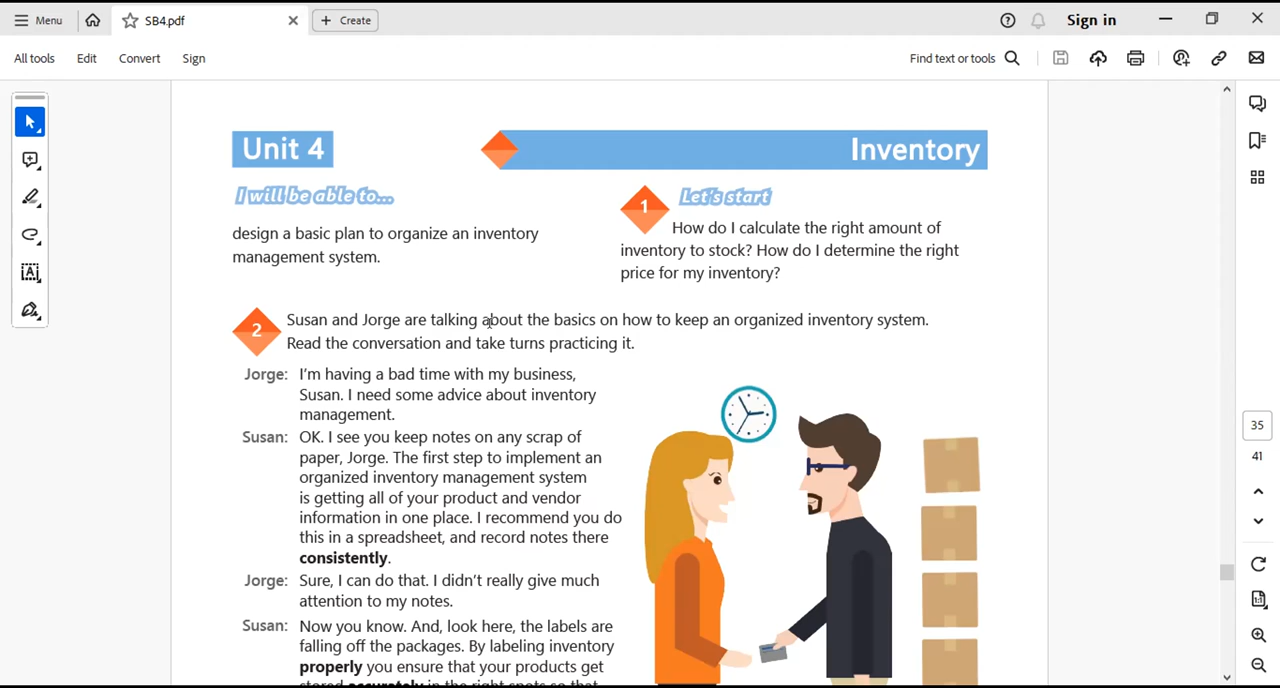 Menu
SB4.pdf
Create
Sign in
All tools
Edit
Convert
Sign
Find text or tools
Unit 4
Inventory
I will be able to...
design a basic plan to organize an inventory
management system.
1
Let's start
How do I calculate the right amount of
inventory to stock? How do I determine the right
price for my inventory?
2
Susan and Jorge are talking about the basics on how to keep an organized inventory system.
Read the conversation and take turns practicing it.
Jorge: I'm having a bad time with my business,
Susan. I need some advice about inventory
management.
Susan: OK. I see you keep notes on any scrap of
paper, Jorge. The first step to implement an
organized inventory management system
is getting all of your product and vendor
information in one place. I recommend you do
this in a spreadsheet, and record notes there
consistently.
Jorge: Sure, I can do that. I didn't really give much
attention to my notes.
Susan: Now you know. And, look here, the labels are
falling off the packages. By labeling inventory
properly you ensure that your products get
stored accurately in the right spots so that
35
41